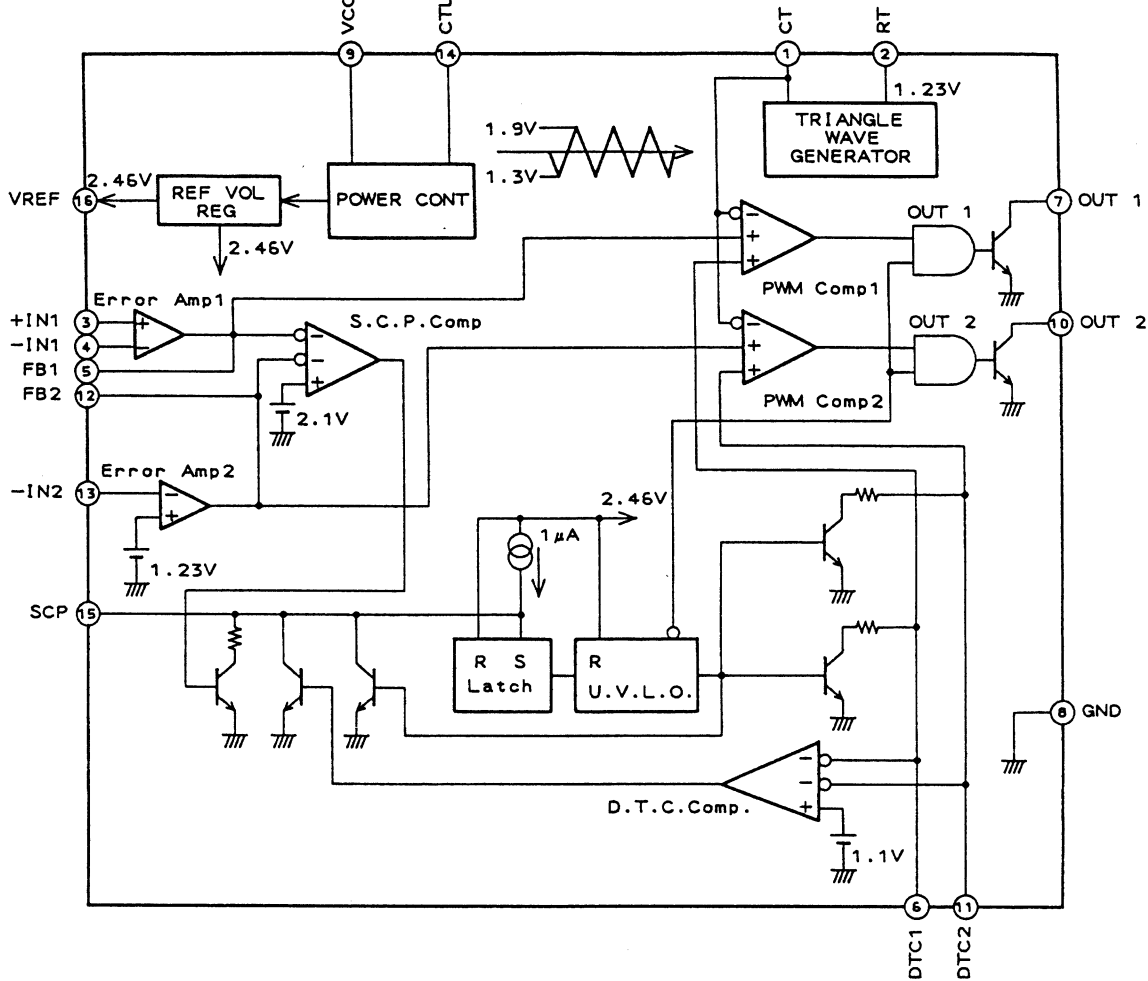 VCC
CTL
CT
RT
9
14
1
2
1.23V
TRIANGLE
WAVE
GENERATOR
1.9V
1.3V
VREF
16
2.46V
REF VOL
REG
POWER CONT
2.46V
OUT 1
7
OUT 1
PWM Comp1
Error Amp1
+IN1
3
-IN1
4
FB1
5
FB2
12
S.C.P.Comp
2.1V
OUT 2
10
OUT 2
PWM Comp2
Error Amp2
-IN2
13
1.23V
2.46V
1μA
SCP
15
R S
Latch
R
U.V.L.O.
8
GND
D.T.C.Comp.
1.1V
6
11
DTC1
DTC2